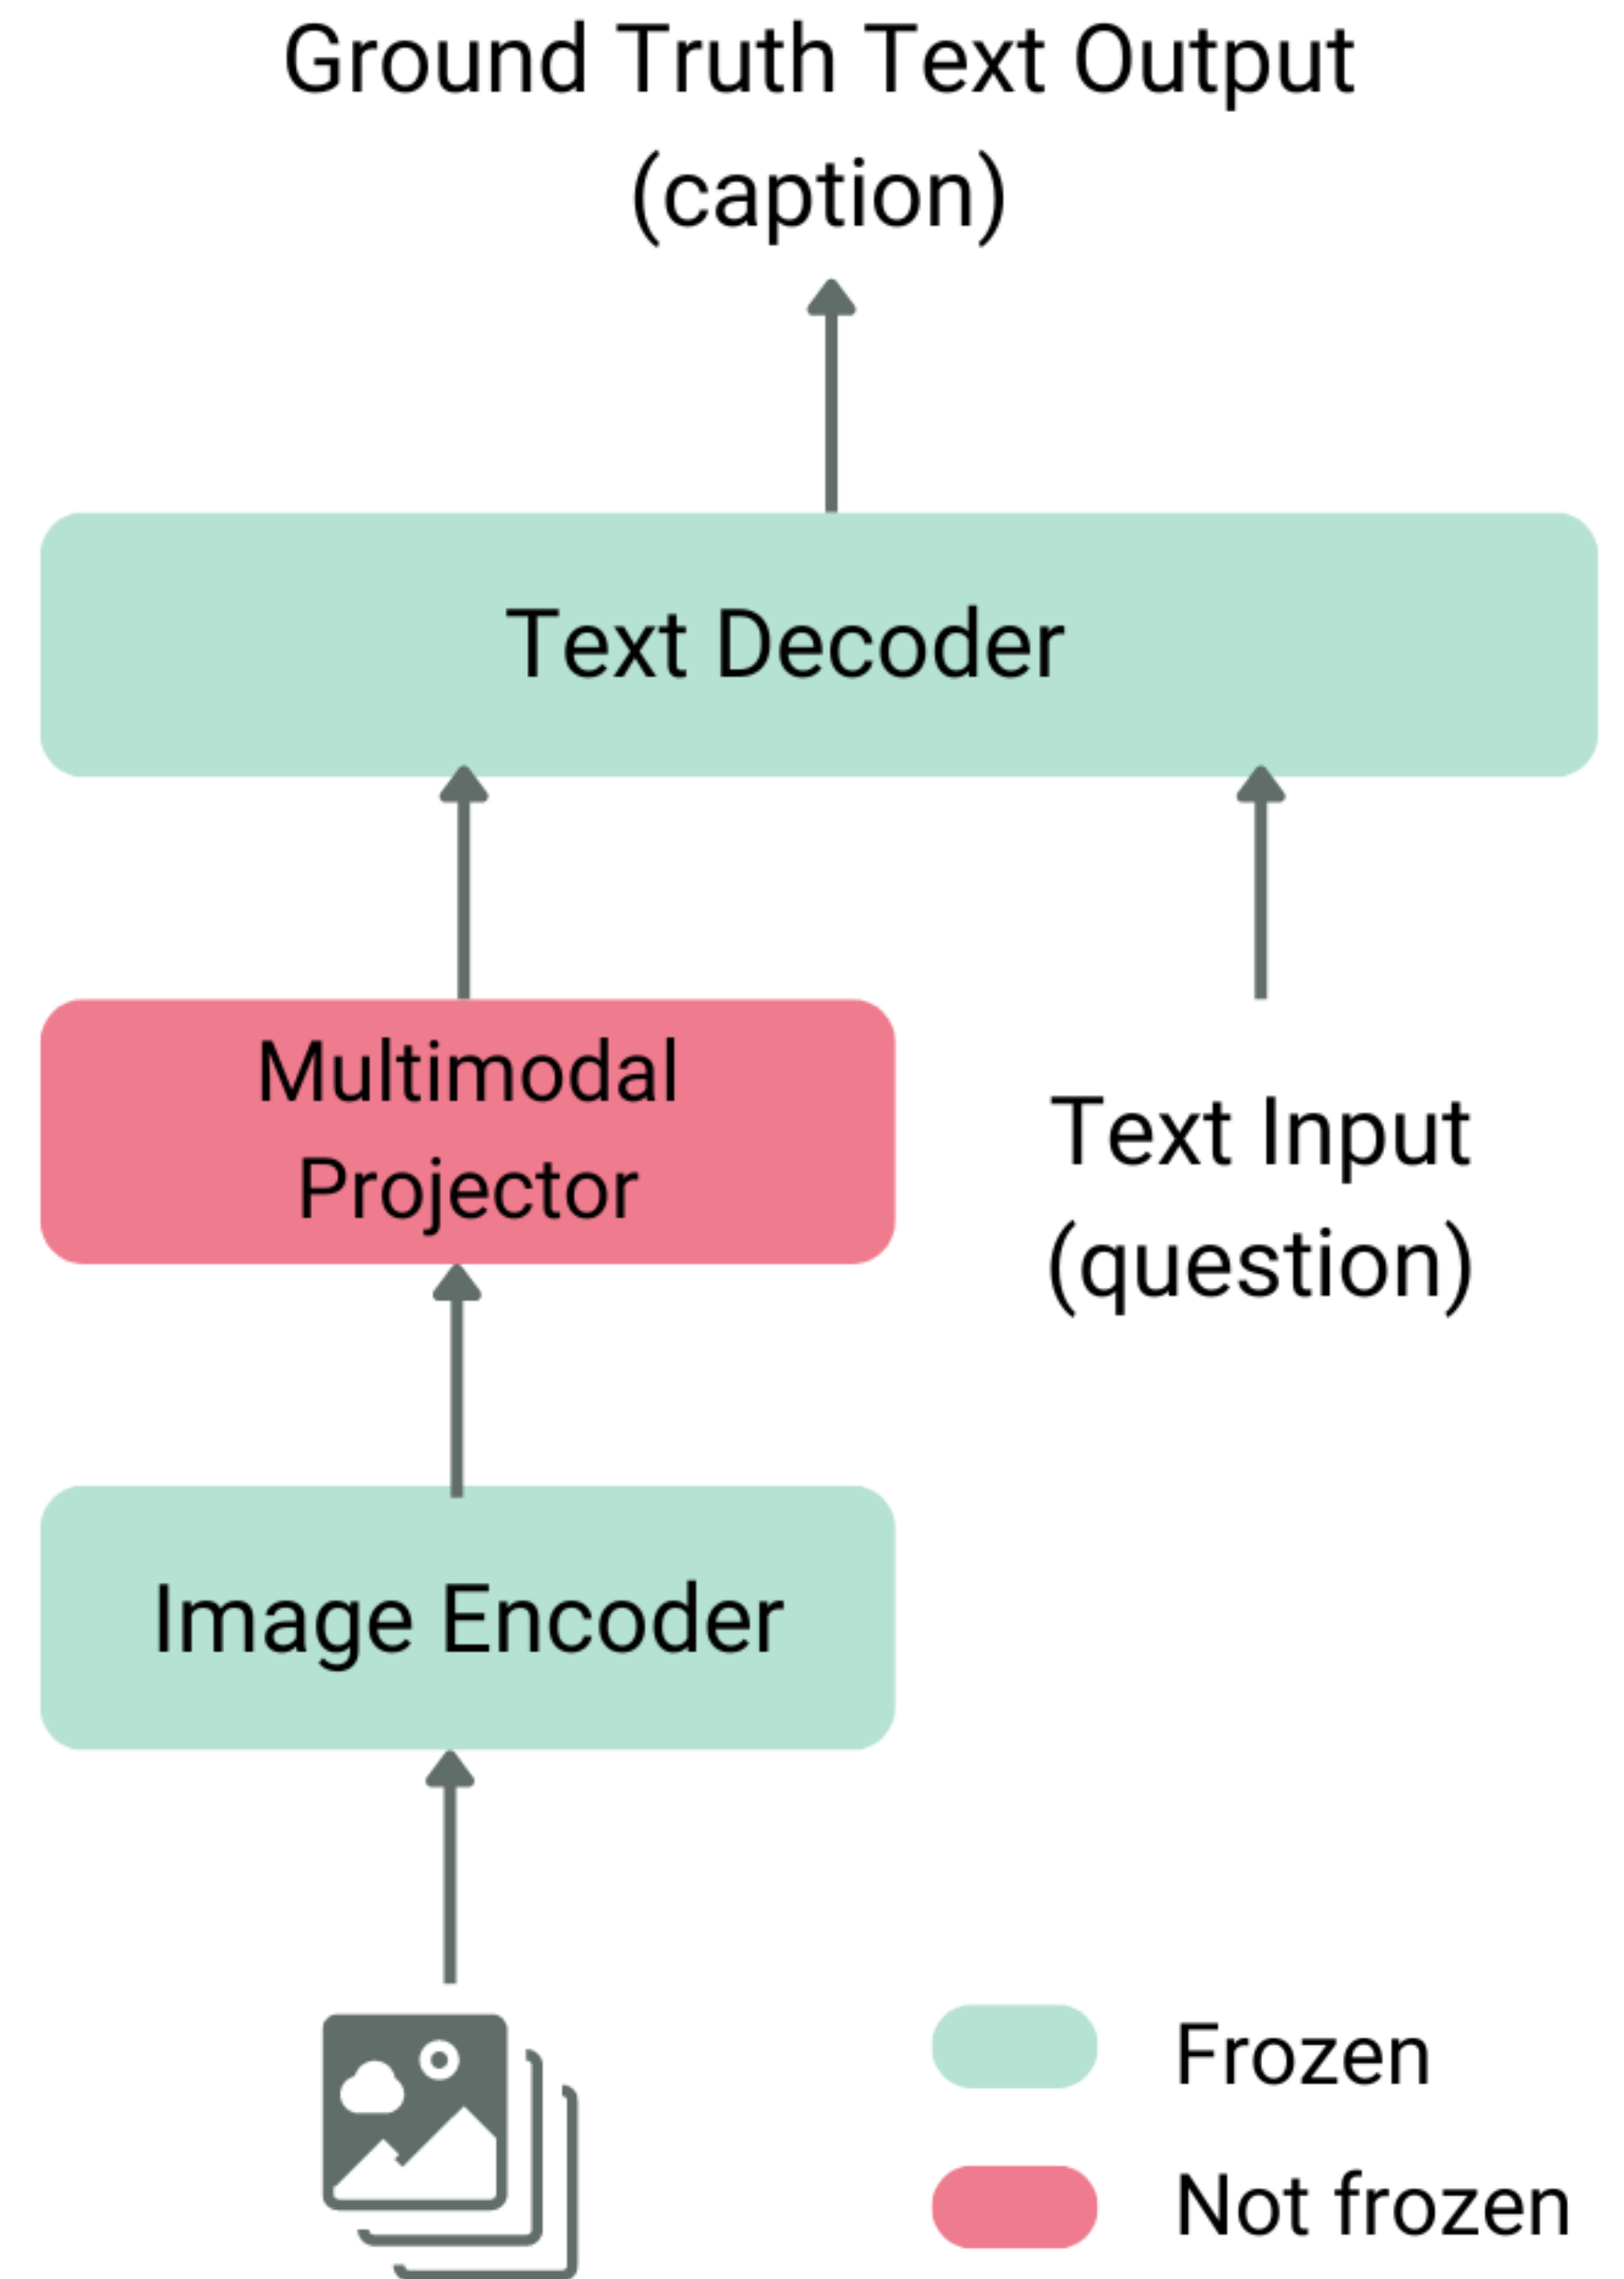 Ground Truth Text Output
(caption)
Text Decoder
Multimodal
Projector
Text Input
(question)
Image Encoder
Frozen
Not frozen